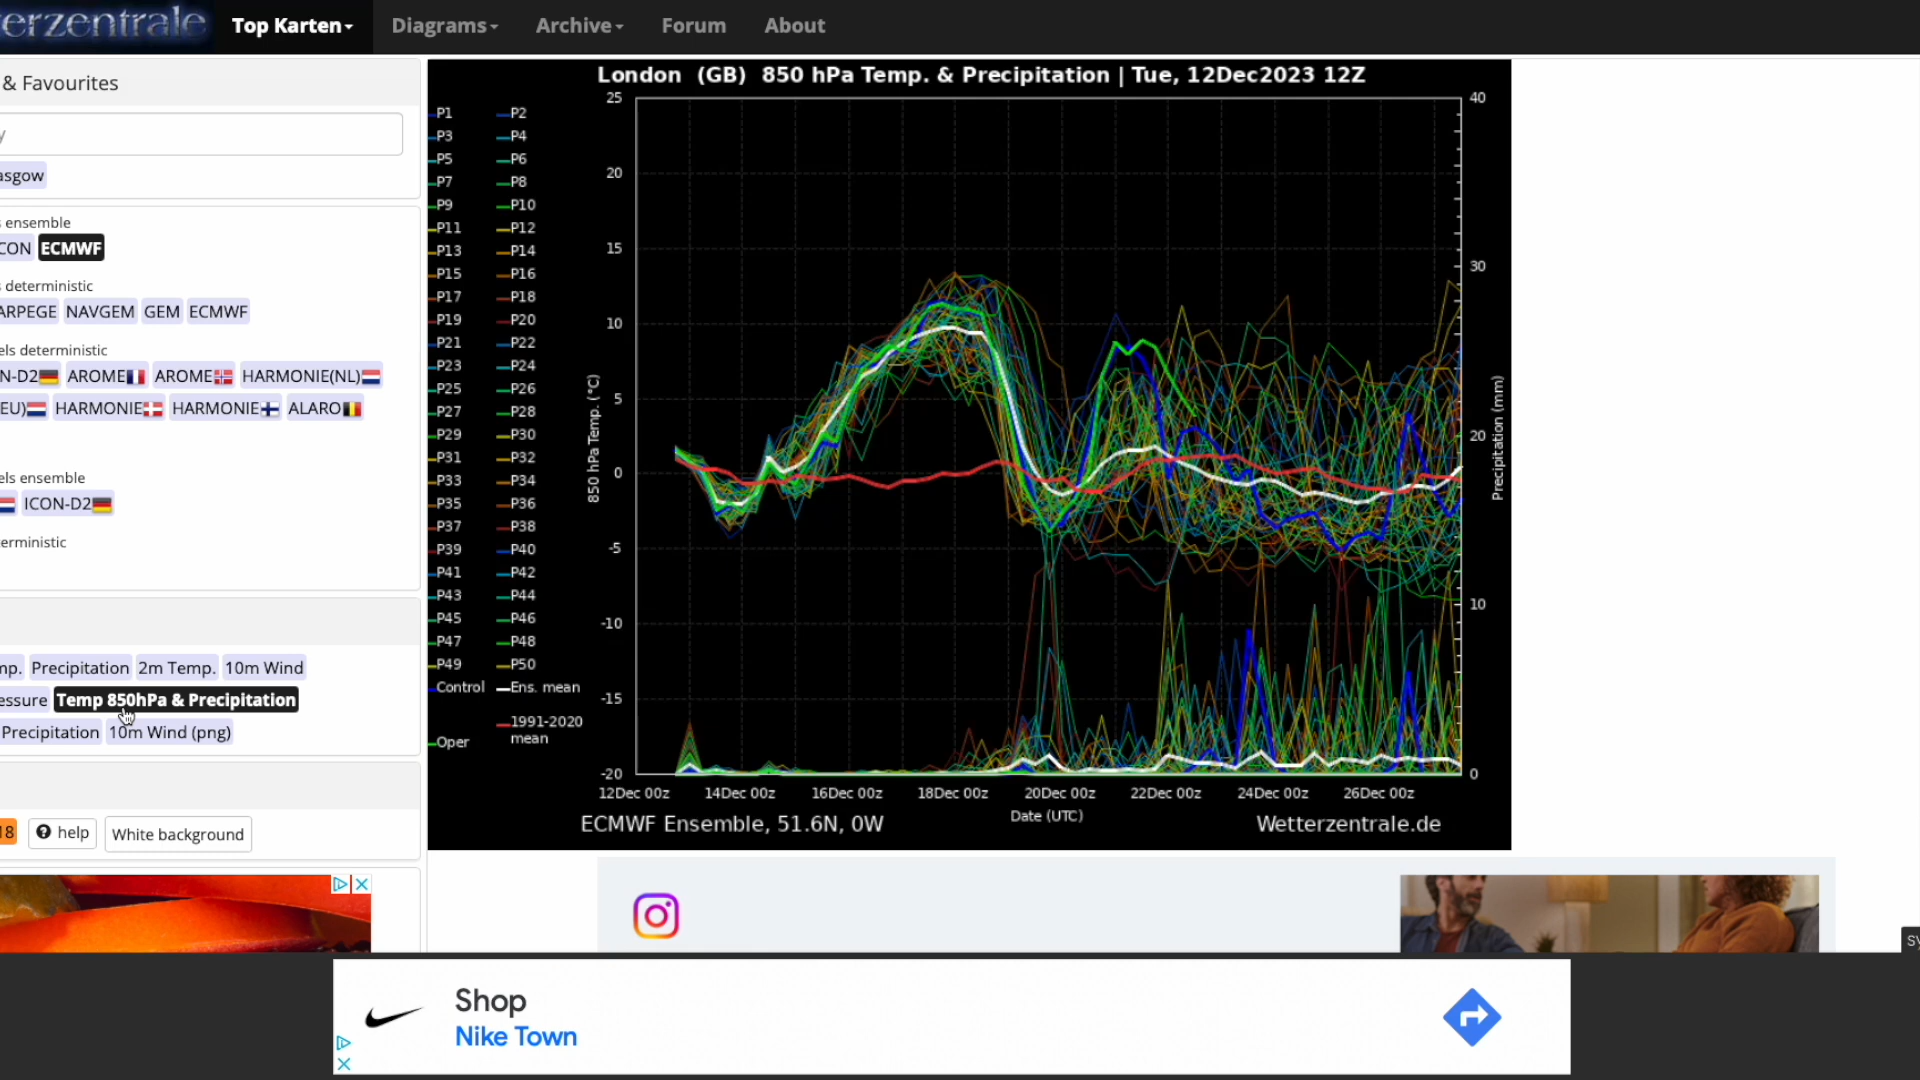 erzentrale Top Karten Diagrams Archive Forum About
& Favourites
y
asgow
s ensemble
CON ECMWF
s deterministic
ARPEGE NAVGEM GEM ECMWF
els deterministic
N-D2 AROME AROME HARMONIE(NL)
EU) HARMONIE HARMONIE ALARO
els ensemble
ICON-D2
erministic
mp. Precipitation 2m Temp. 10m Wind
essure Temp 850hPa & Precipitation
Precipitation 10m Wind (png)
18 help White background
London (GB) 850 hPa Temp. & Precipitation | Tue, 12Dec2023 12Z
P1 P2
P3 P4
P5 P6
P7 P8
P9 P10
P11 P12
P13 P14
P15 P16
P17 P18
P19 P20
P21 P22
P23 P24
P25 P26
P27 P28
P29 P30
P31 P32
P33 P34
P35 P36
P37 P38
P39 P40
P41 P42
P43 P44
P45 P46
P47 P48
P49 P50
Control Ens. mean
1991-2020
mean
Oper
850 hPa Temp. (°C)
25
20
15
10
5
0
-5
-10
-15
-20
40
30
20
10
0
Precipitation (mm)
12Dec 00z 14Dec 00z 16Dec 00z 18Dec 00z 20Dec 00z 22Dec 00z 24Dec 00z 26Dec 00z
Date (UTC)
ECMWF Ensemble, 51.6N, 0W Wetterzentrale.de
Shop
Nike Town